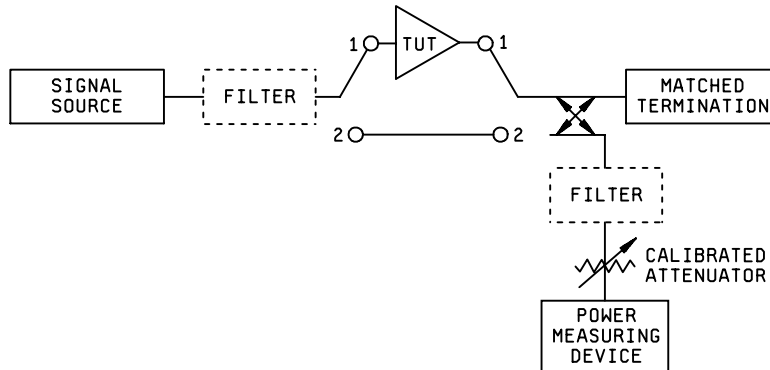 SIGNAL
SOURCE
FILTER
1
TUT
1
2
2
MATCHED
TERMINATION
FILTER
CALIBRATED
ATTENUATOR
POWER
MEASURING
DEVICE